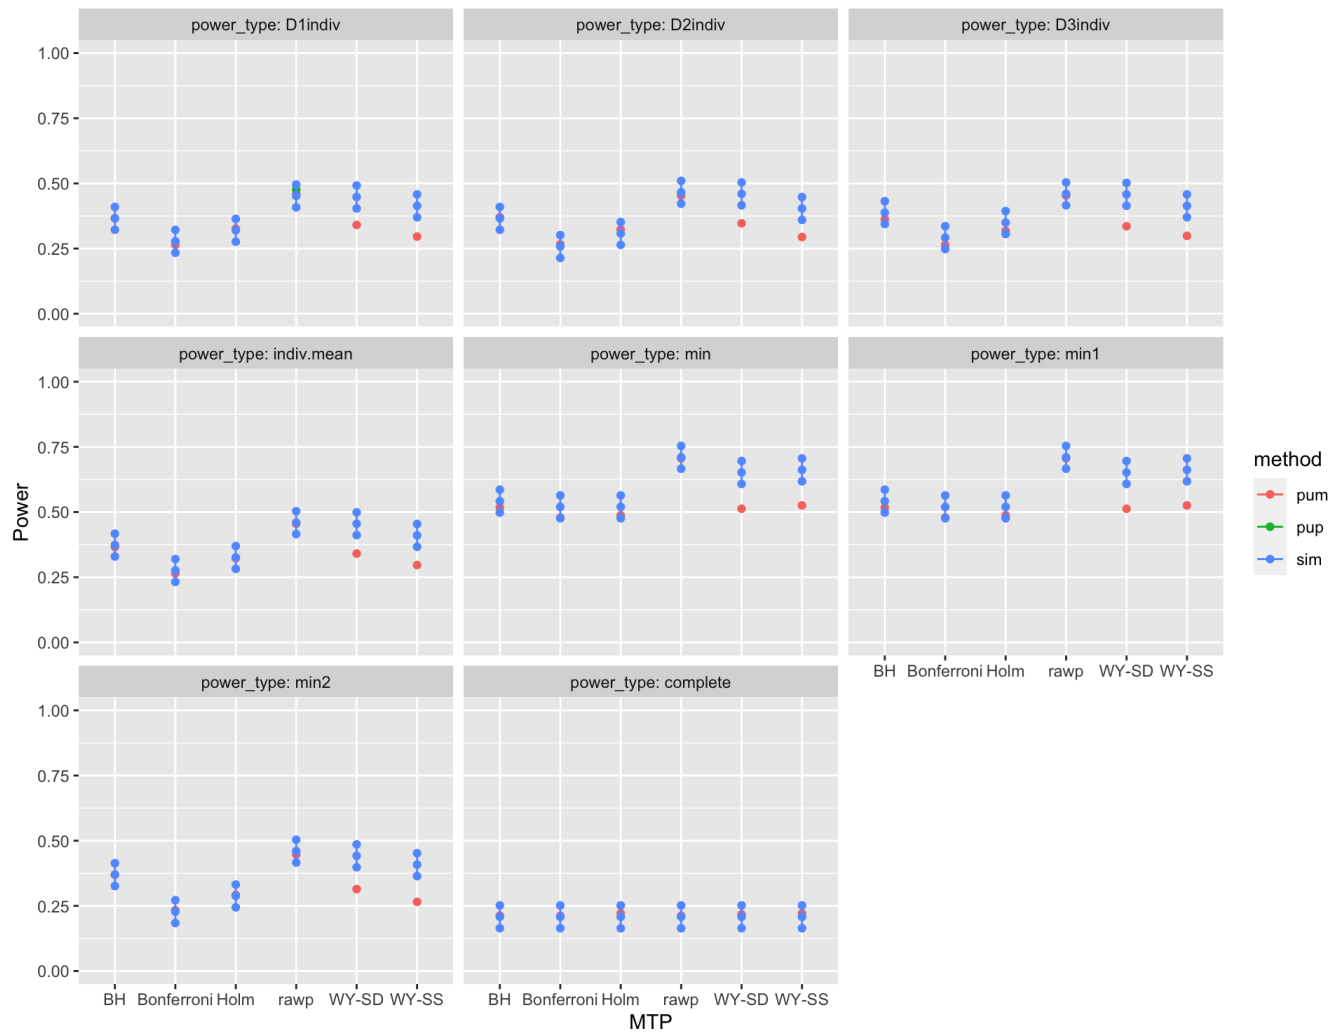 power_type: D1indiv power_type: D2indiv power_type: D3indiv
1.00
0.75
0.50
0.25
0.00
power_type: indiv.mean power_type: min power_type: min1
1.00
0.75
0.50
0.25
0.00
BH Bonferroni Holm rawp WY-SD WY-SS
power_type: min2 power_type: complete
1.00
0.75
0.50
0.25
0.00
BH Bonferroni Holm rawp WY-SD WY-SS BH Bonferroni Holm rawp WY-SD WY-SS
MTP
Power
method
pum
pup
sim